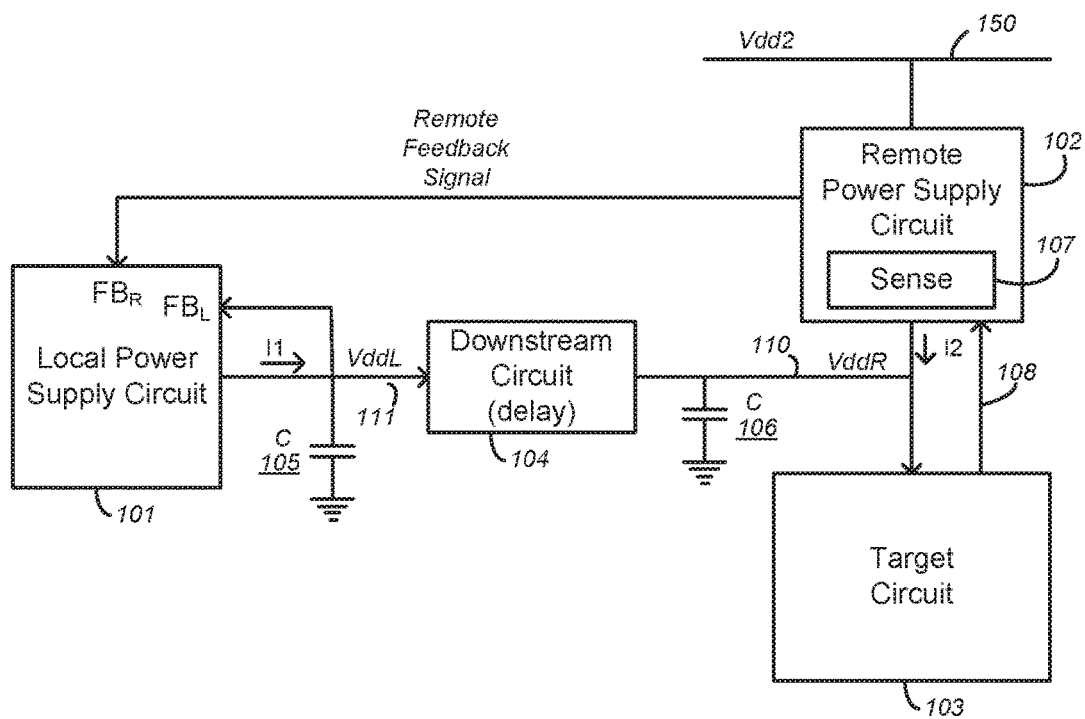 150
Vdd2
Remote
Feedback
Signal
Remote
Power Supply
Circuit
102
107
Sense
FBR
FBL
Local Power
Supply Circuit
I1
VddL
111
Downstream
Circuit
(delay)
104
110
VddR
I2
108
C
105
C
106
101
Target
Circuit
103